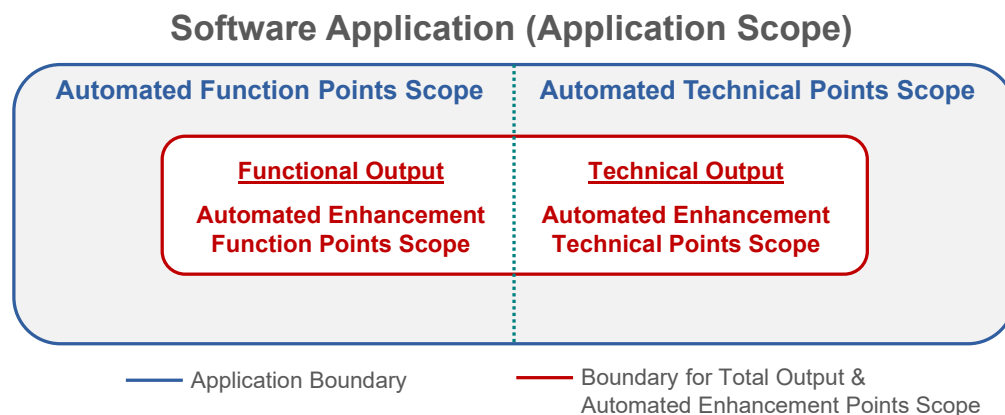 Software Application (Application Scope)
Automated Function Points Scope
Automated Technical Points Scope
Functional Output
Technical Output
Automated Enhancement
Function Points Scope
Automated Enhancement
Technical Points Scope
Application Boundary
Boundary for Total Output &
Automated Enhancement Points Scope